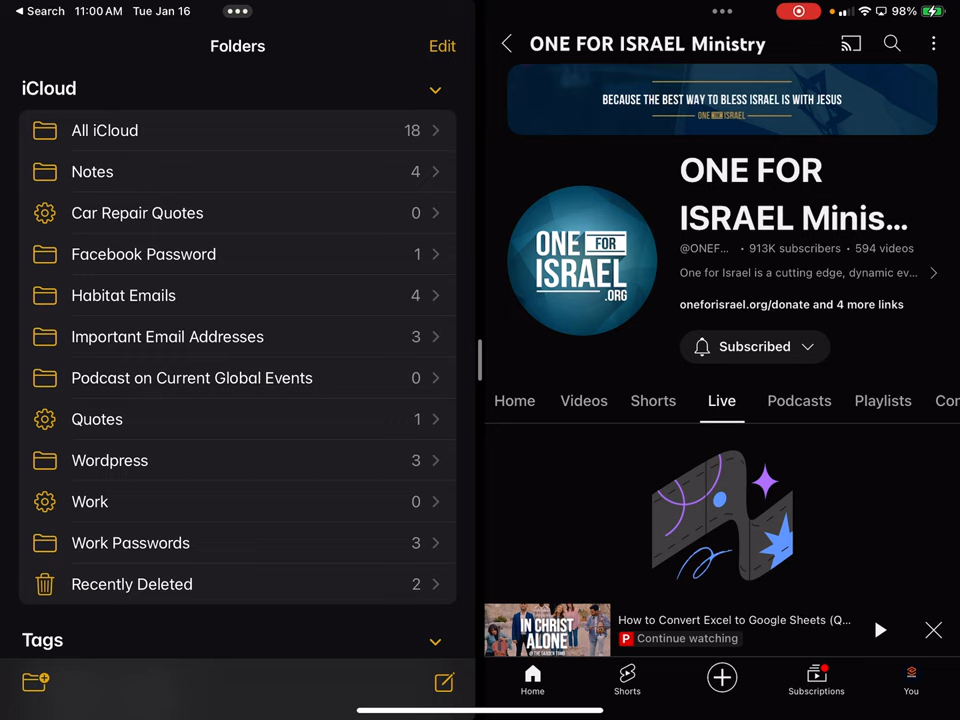 Search 11:00 AM Tue Jan 16
Folders
Edit
iCloud
All iCloud 18
Notes 4
Car Repair Quotes 0
Facebook Password 1
Habitat Emails 4
Important Email Addresses 3
Podcast on Current Global Events 0
Quotes 1
Wordpress 3
Work 0
Work Passwords 3
Recently Deleted 2
Tags
98%
ONE FOR ISRAEL Ministry
BECAUSE THE BEST WAY TO BLESS ISRAEL IS WITH JESUS
ONE FOR ISRAEL
ONE FOR
ISRAEL
.ORG
ONE FOR
ISRAEL Minis...
@ONEF... • 913K subscribers • 594 videos
One for Israel is a cutting edge, dynamic ev...
oneforisrael.org/donate and 4 more links
Subscribed
Home Videos Shorts Live Podcasts Playlists Cor
IN CHRIST
ALONE
How to Convert Excel to Google Sheets (Q...
P Continue watching
Home Shorts Subscriptions You